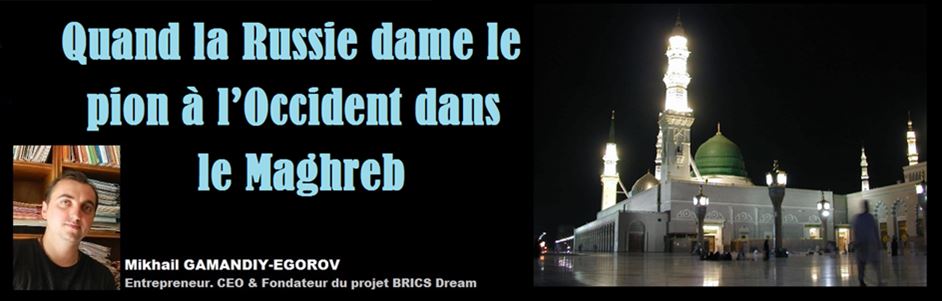 Quand la Russie dame le
pion à l’Occident dans
le Maghreb
Mikhail GAMANDIY-EGOROV
Entrepreneur. CEO & Fondateur du projet BRICS Dream